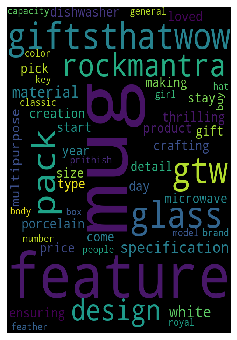 dishwasher loved
giftsthatwow
color general
capacity
pick rockmantra
key making hat
material girl stay buy
classic
creation thrilling
start product gift
multipurpose pack mug
year crafting
size gtw
type pritnish detail
day microwave
body box glass
porcelain come model brand
number price people specification
feature
ensuring design white
feather royal